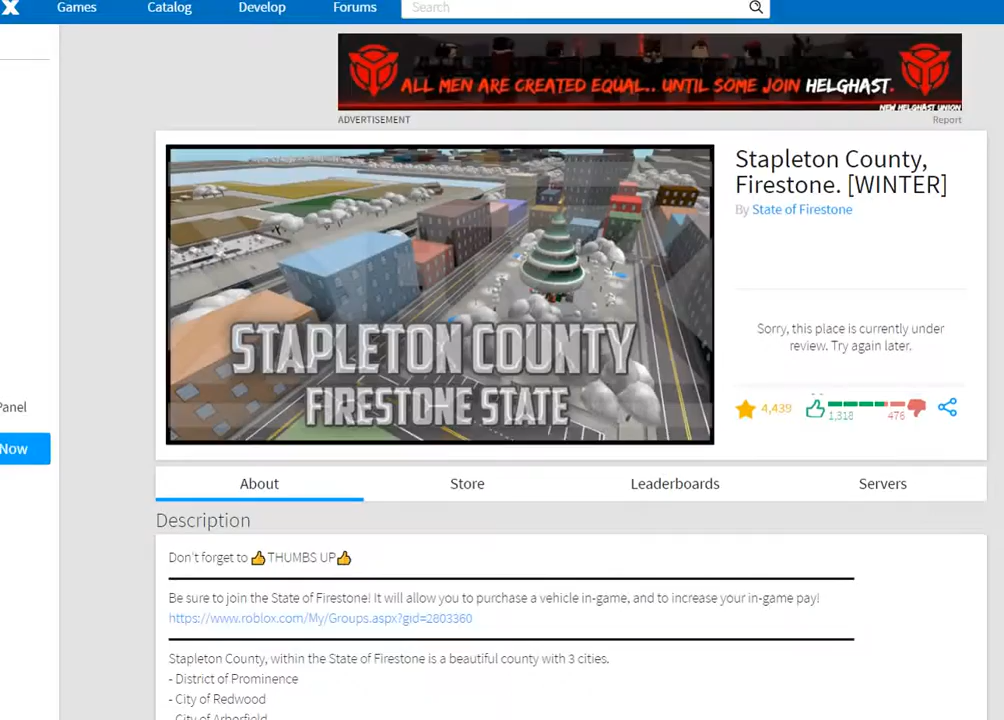 X Games Catalog Develop Forums Search
ALL MEN ARE CREATED EQUAL.. UNTIL SOME JOIN HELGHAST.
NEW HELGHAST UNION
ADVERTISEMENT Report
STAPLETON COUNTY
FIRESTONE STATE
Stapleton County,
Firestone. [WINTER]
By State of Firestone
Sorry, this place is currently under
review. Try again later.
4,439 1,318 476
Panel
Now
About Store Leaderboards Servers
Description
Don't forget to 👍THUMBS UP👍
Be sure to join the State of Firestone! It will allow you to purchase a vehicle in-game, and to increase your in-game pay!
https://www.roblox.com/My/Groups.aspx?gid=2803360
Stapleton County, within the State of Firestone is a beautiful county with 3 cities.
- District of Prominence
- City of Redwood
- City of Arborfield